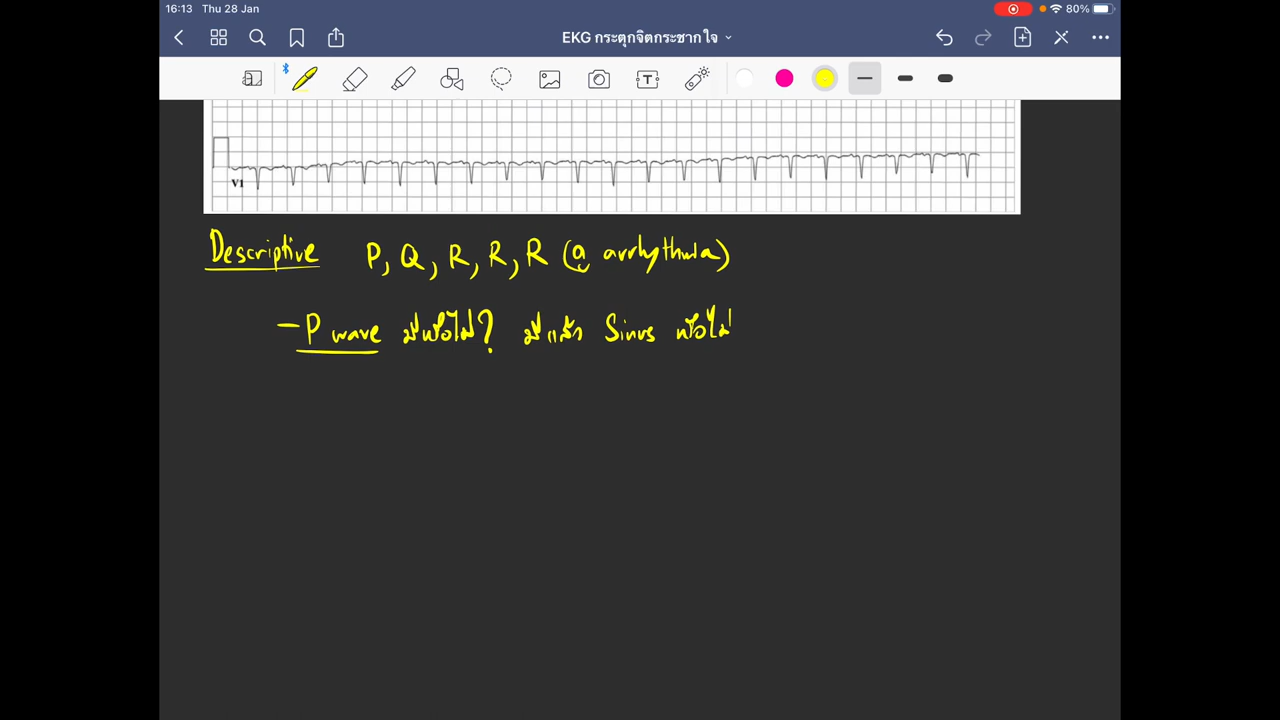 16:13 Thu 28 Jan 80%
EKG กระตุกจิตกระชากใจ
V1
Descriptive P, Q, R, R, R (a arrhythmia)
- P wave มีหรือไม่? มีแล้ว Sinus หรือไม่